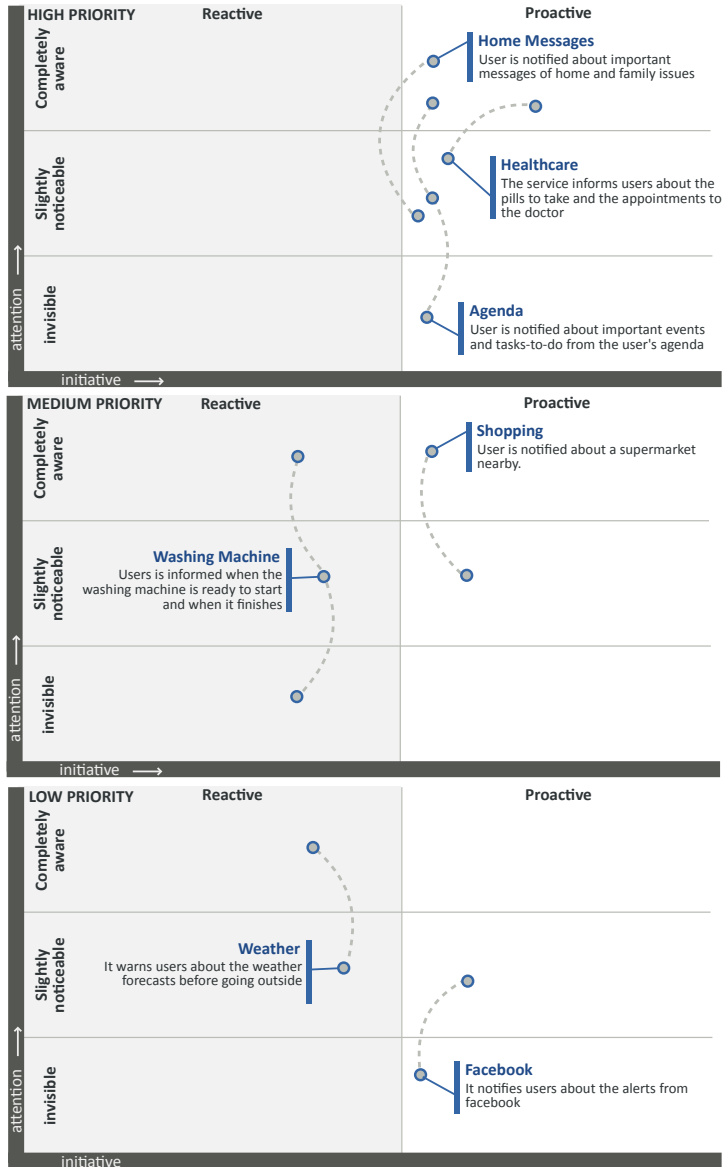 HIGH PRIORITY
Reactive
Proactive
Completely
aware
Slightly
noticeable
invisible
attention
initiative
Home Messages
User is notified about important
messages of home and family issues
Healthcare
The service informs users about the
pills to take and the appointments to
the doctor
Agenda
User is notified about important events
and tasks-to-do from the user's agenda
MEDIUM PRIORITY
Reactive
Proactive
Completely
aware
Slightly
noticeable
invisible
attention
initiative
Shopping
User is notified about a supermarket
nearby.
Washing Machine
Users is informed when the
washing machine is ready to start
and when it finishes
LOW PRIORITY
Reactive
Proactive
Completely
aware
Slightly
noticeable
invisible
attention
initiative
Weather
It warns users about the weather
forecasts before going outside
Facebook
It notifies users about the alerts from
facebook